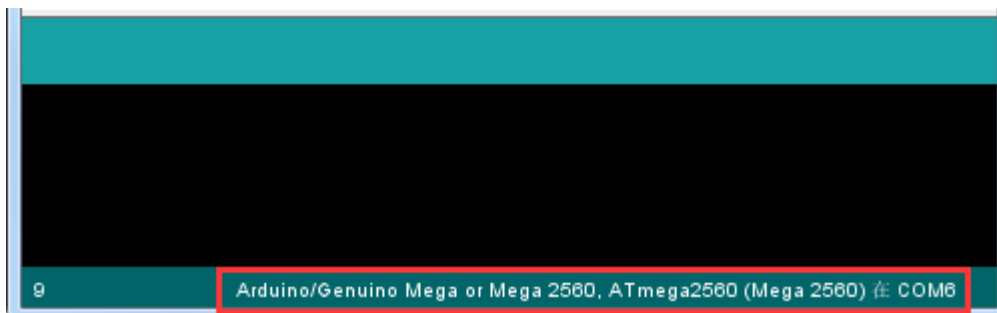 9 Arduino/Genuino Mega or Mega 2560, ATmega2560 (Mega 2560) 在 COM6